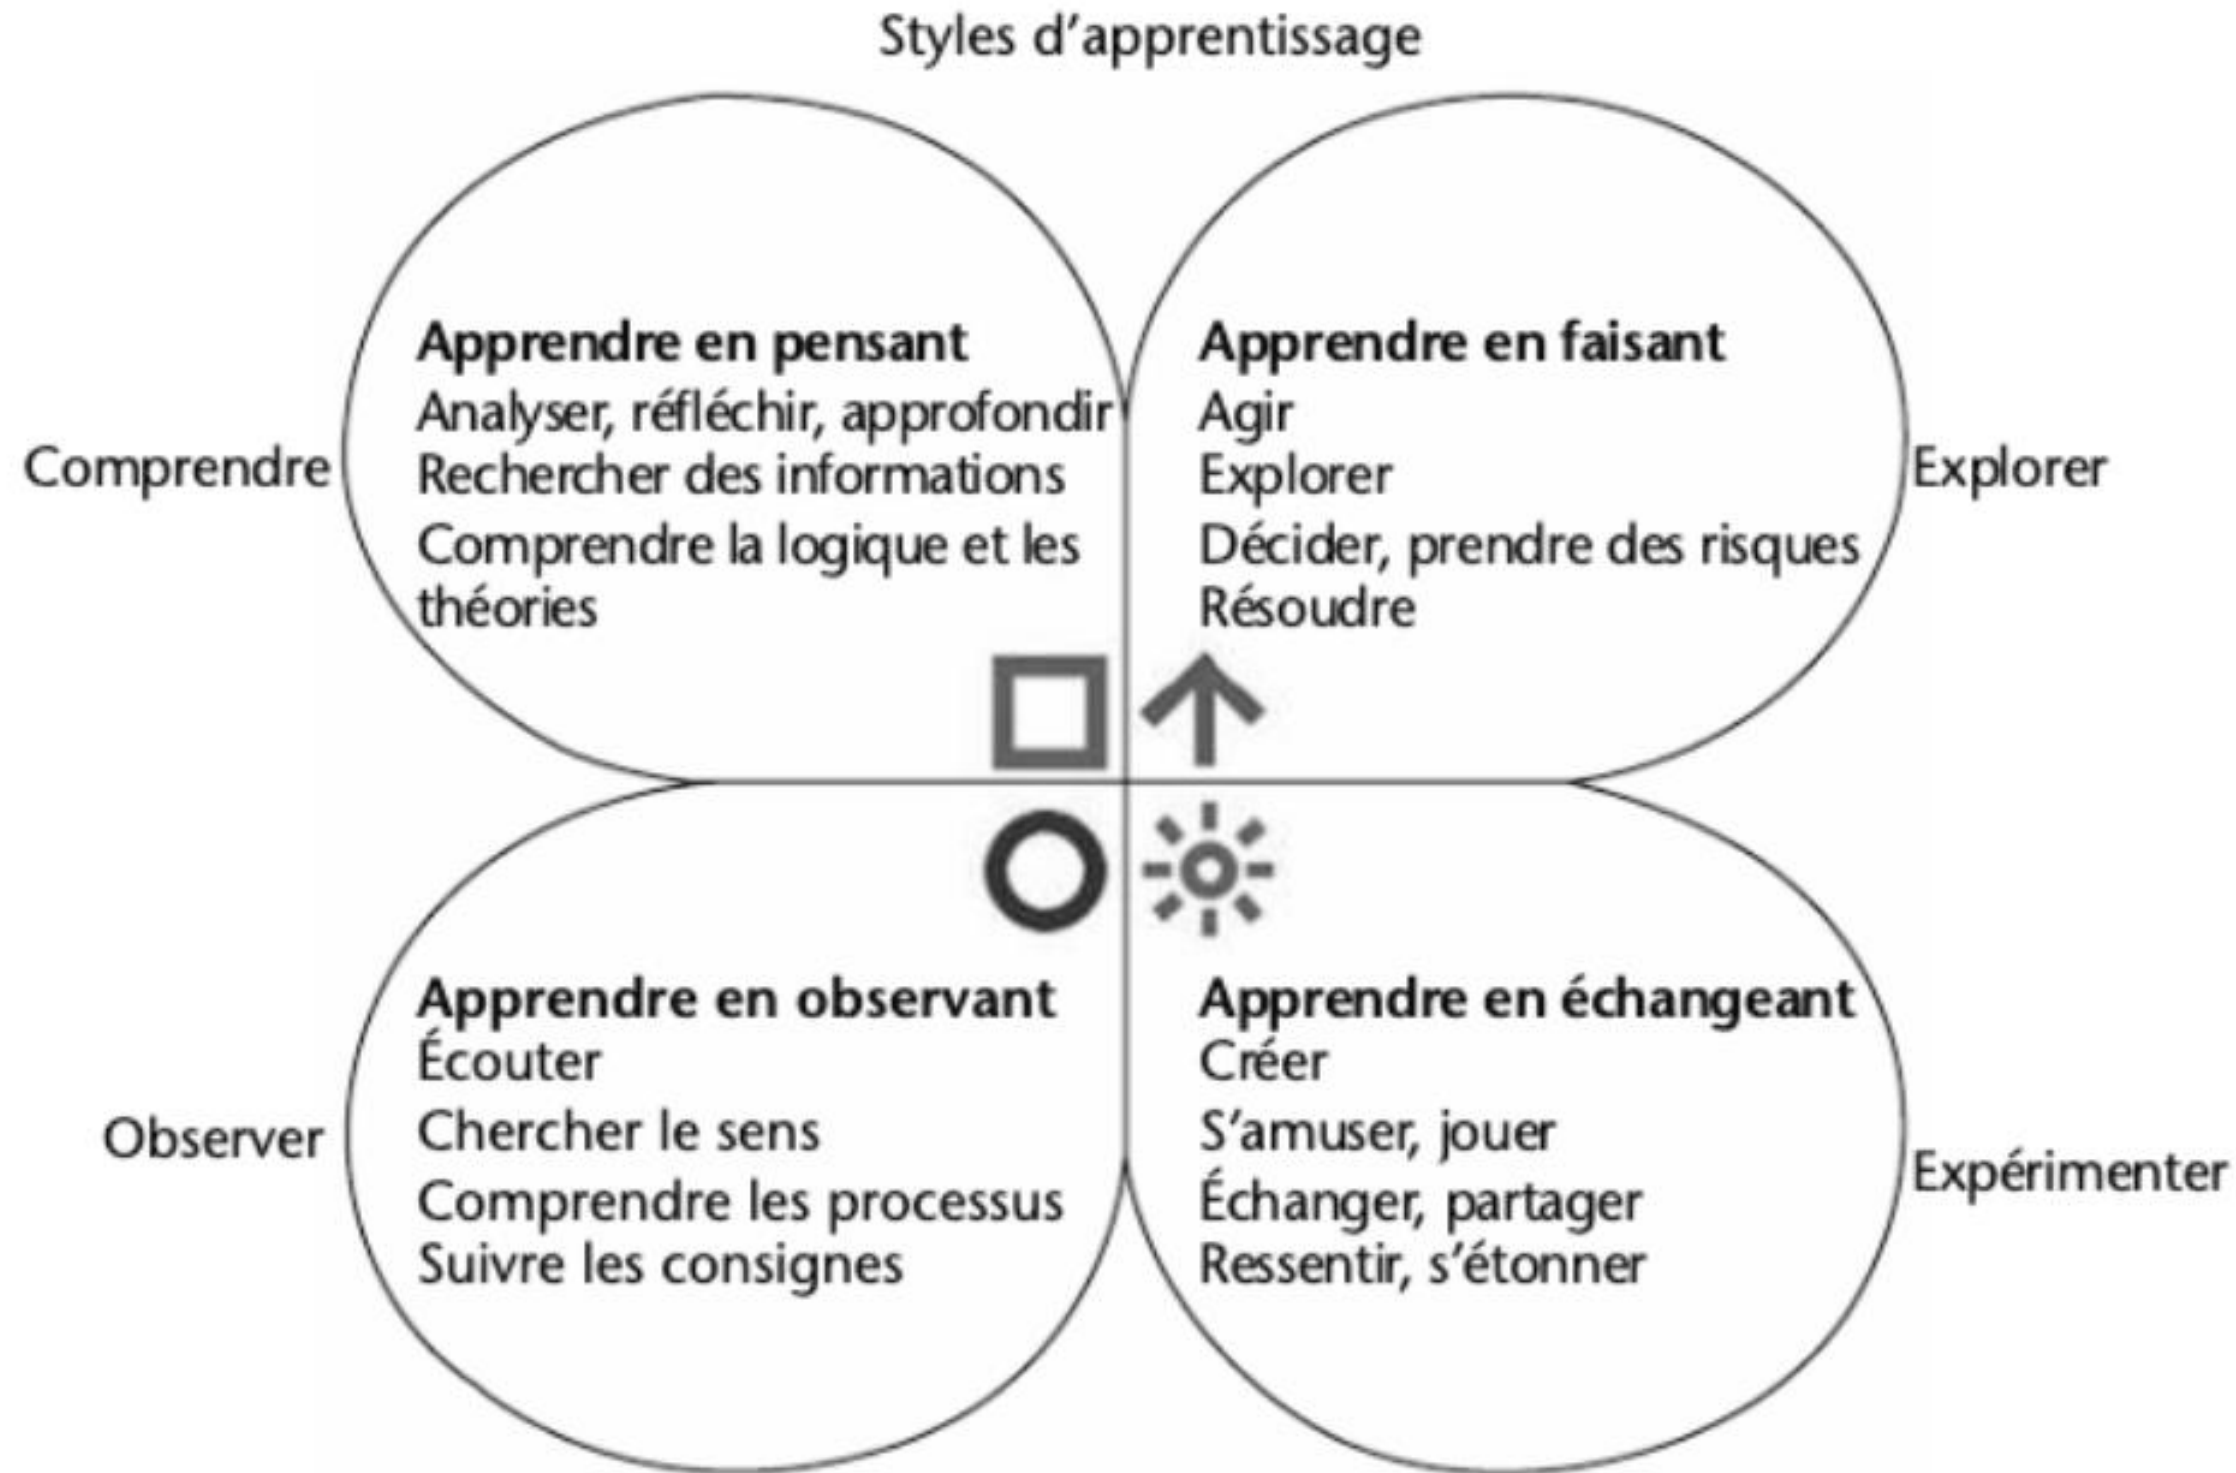 Styles d'apprentissage
Comprendre
Apprendre en pensant
Analyser, réfléchir, approfondir
Rechercher des informations
Comprendre la logique et les
théories
Apprendre en faisant
Agir
Explorer
Décider, prendre des risques
Résoudre
Explorer
Observer
Apprendre en observant
Écouter
Chercher le sens
Comprendre les processus
Suivre les consignes
Apprendre en échangeant
Créer
S'amuser, jouer
Échanger, partager
Ressentir, s'étonner
Expérimenter